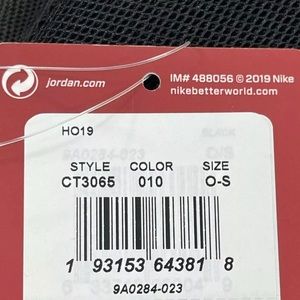 jordan.com
IM# 488056 © 2019 Nike
nikebetterworld.com
HO19
STYLE COLOR SIZE
CT3065 010 O-S
1 93153 64381 8
9A0284-023